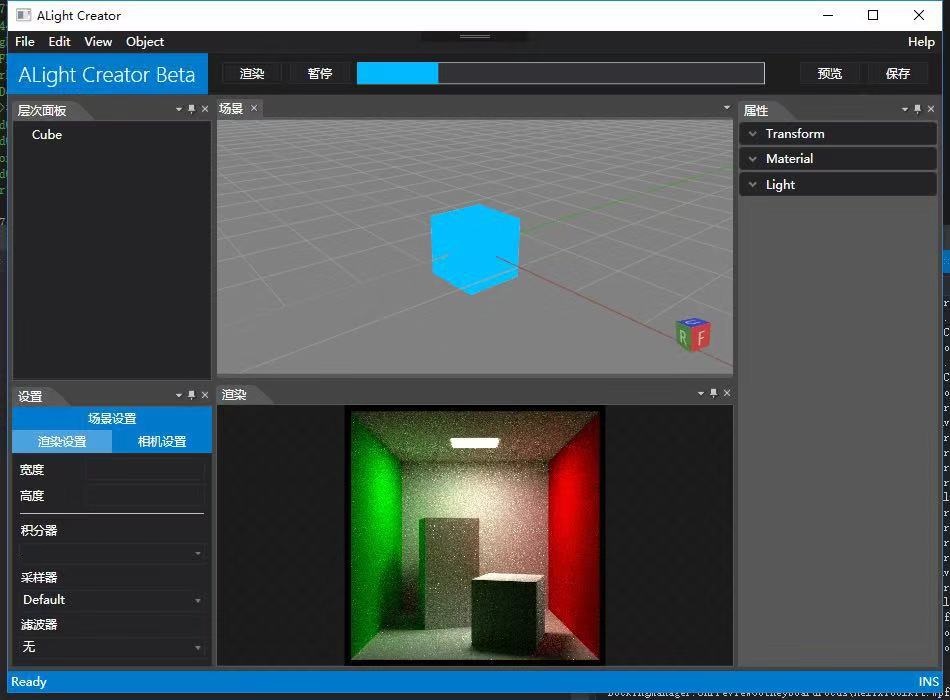 ALight Creator
File Edit View Object Help
ALight Creator Beta
渲染 暂停 预览 保存
层次面板
Cube
场景
R F
属性
Transform
Material
Light
设置
场景设置
渲染设置 相机设置
宽度
高度
积分器
采样器
Default
滤波器
无
渲染
Ready INS